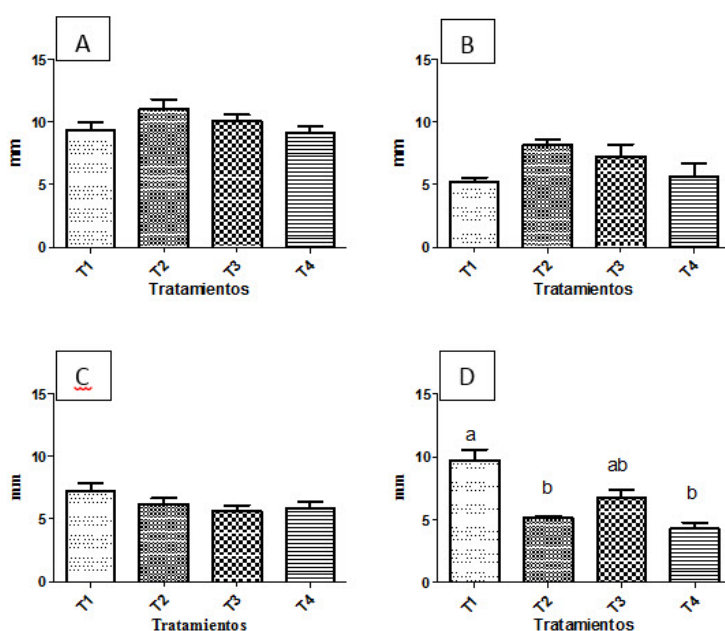 A
15
10
5
0
mm
T1 T2 T3 T4
Tratamientos
B
15
10
5
0
mm
T1 T2 T3 T4
Tratamientos
C
15
10
5
0
mm
T1 T2 T3 T4
Tratamientos
D
15
10
5
0
mm
a
b
ab
b
T1 T2 T3 T4
Tratamientos